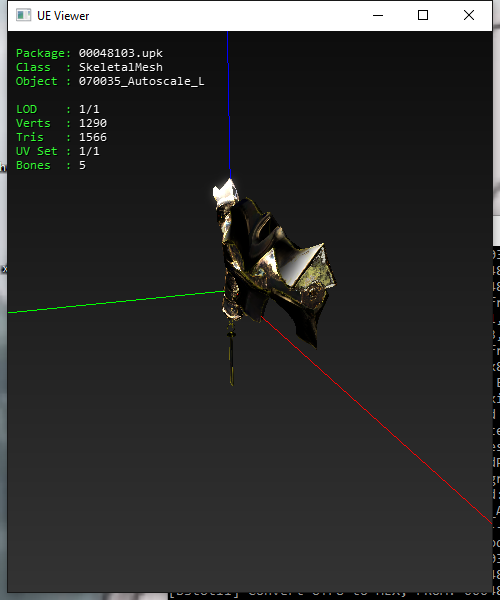 UE Viewer
Package: 00048103.upk
Class  : SkeletalMesh
Object : 070035_Autoscale_L
LOD    : 1/1
Verts  : 1290
Tris   : 1566
UV Set : 1/1
Bones  : 5